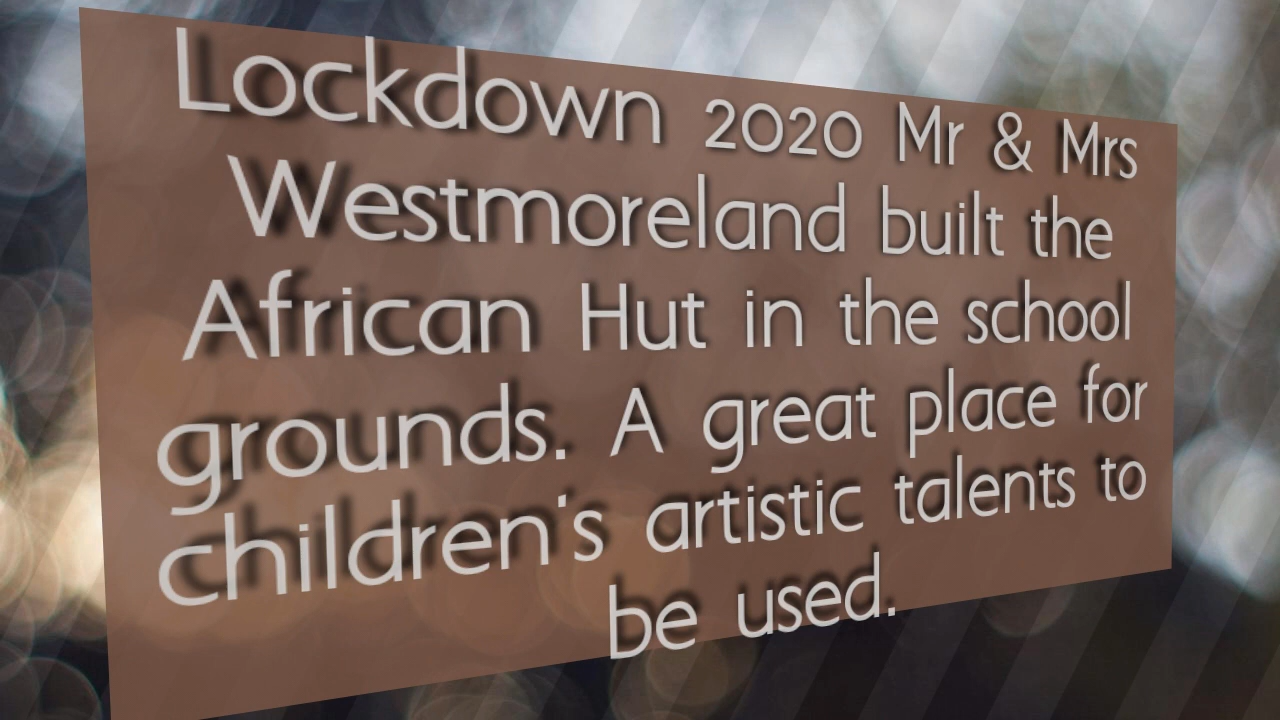 Lockdown 2020 Mr & Mrs
Westmoreland built the
African Hut in the school
grounds. A great place for
children's artistic talents to
be used.